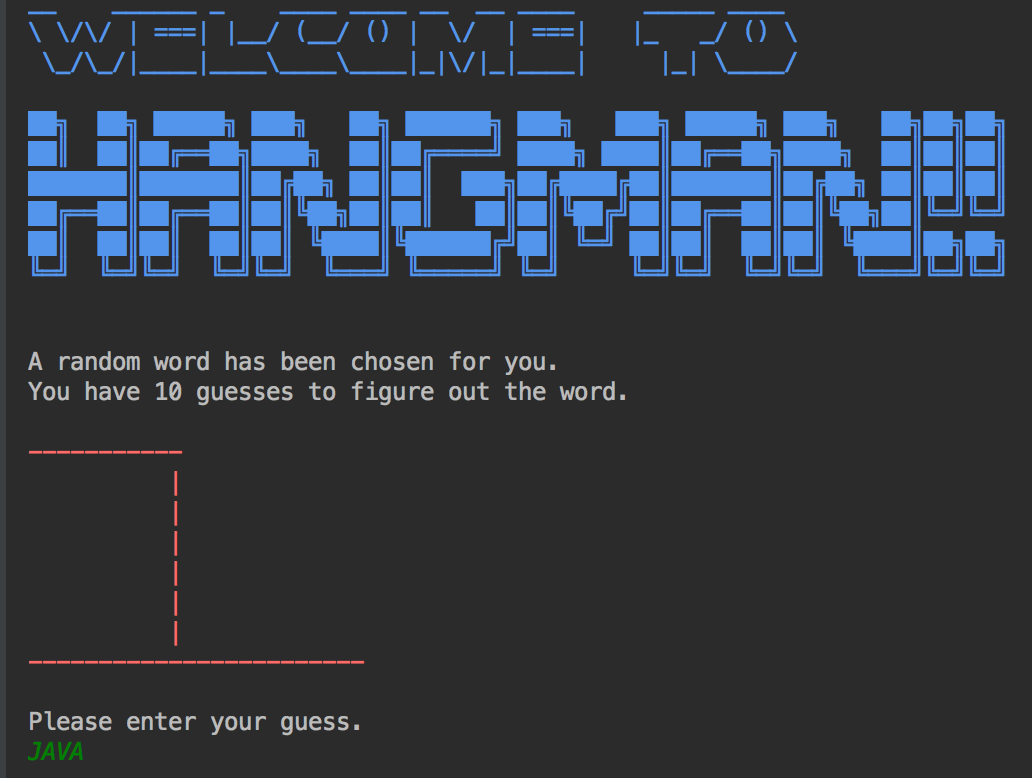 WELCOME TO
HANGMAN!!
A random word has been chosen for you.
You have 10 guesses to figure out the word.
Please enter your guess.
JAVA